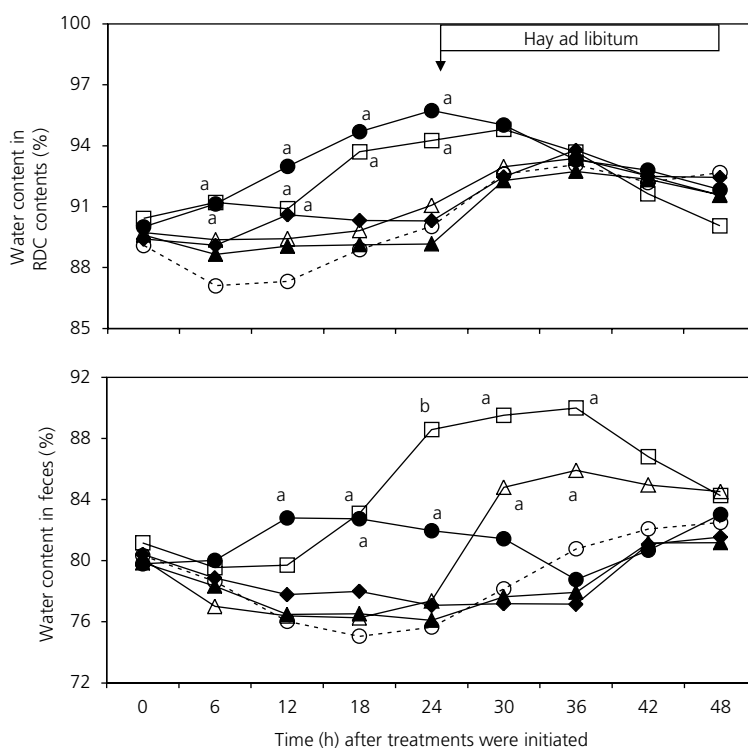 100
Hay ad libitum
97
a
a
a
94
a
a
a
a
a
91
a
88
85
Water content in
RDC contents (%)
92
b
a
a
88
a
a
84
a
a
a
a
80
76
72
Water content in feces (%)
0 6 12 18 24 30 36 42 48
Time (h) after treatments were initiated